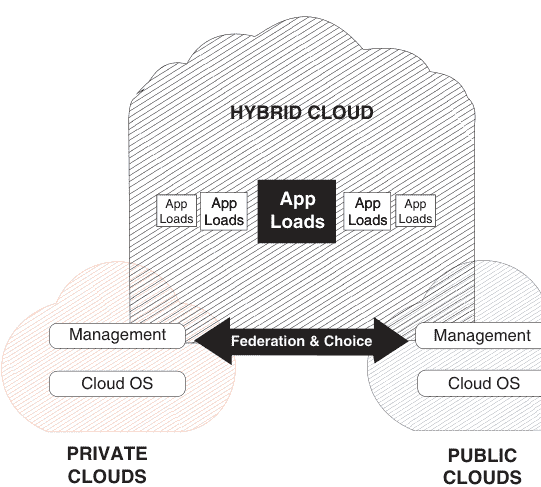 HYBRID CLOUD
App
Loads
App
Loads
App
Loads
App
Loads
App
Loads
Management
Federation & Choice
Management
Cloud OS
Cloud OS
PRIVATE
CLOUDS
PUBLIC
CLOUDS